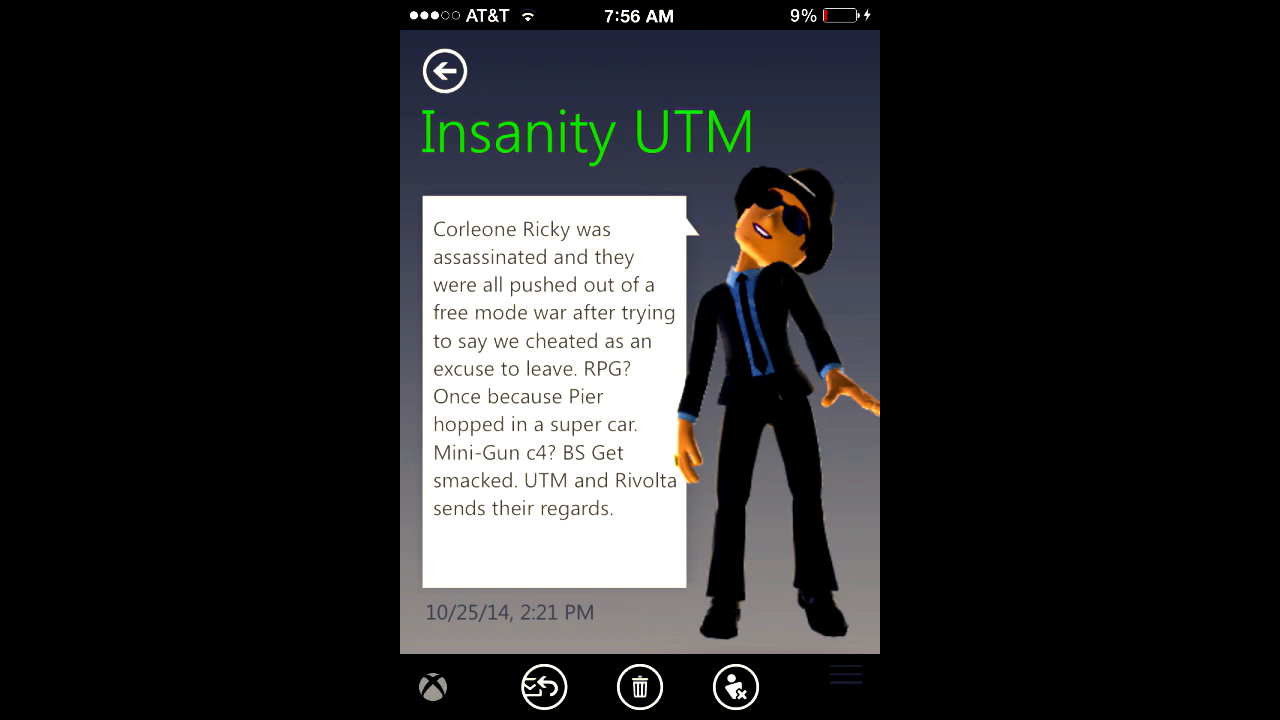 AT&T 7:56 AM 9%
Insanity UTM
Corleone Ricky was
assassinated and they
were all pushed out of a
free mode war after trying
to say we cheated as an
excuse to leave. RPG?
Once because Pier
hopped in a super car.
Mini-Gun c4? BS Get
smacked. UTM and Rivolta
sends their regards.
10/25/14, 2:21 PM